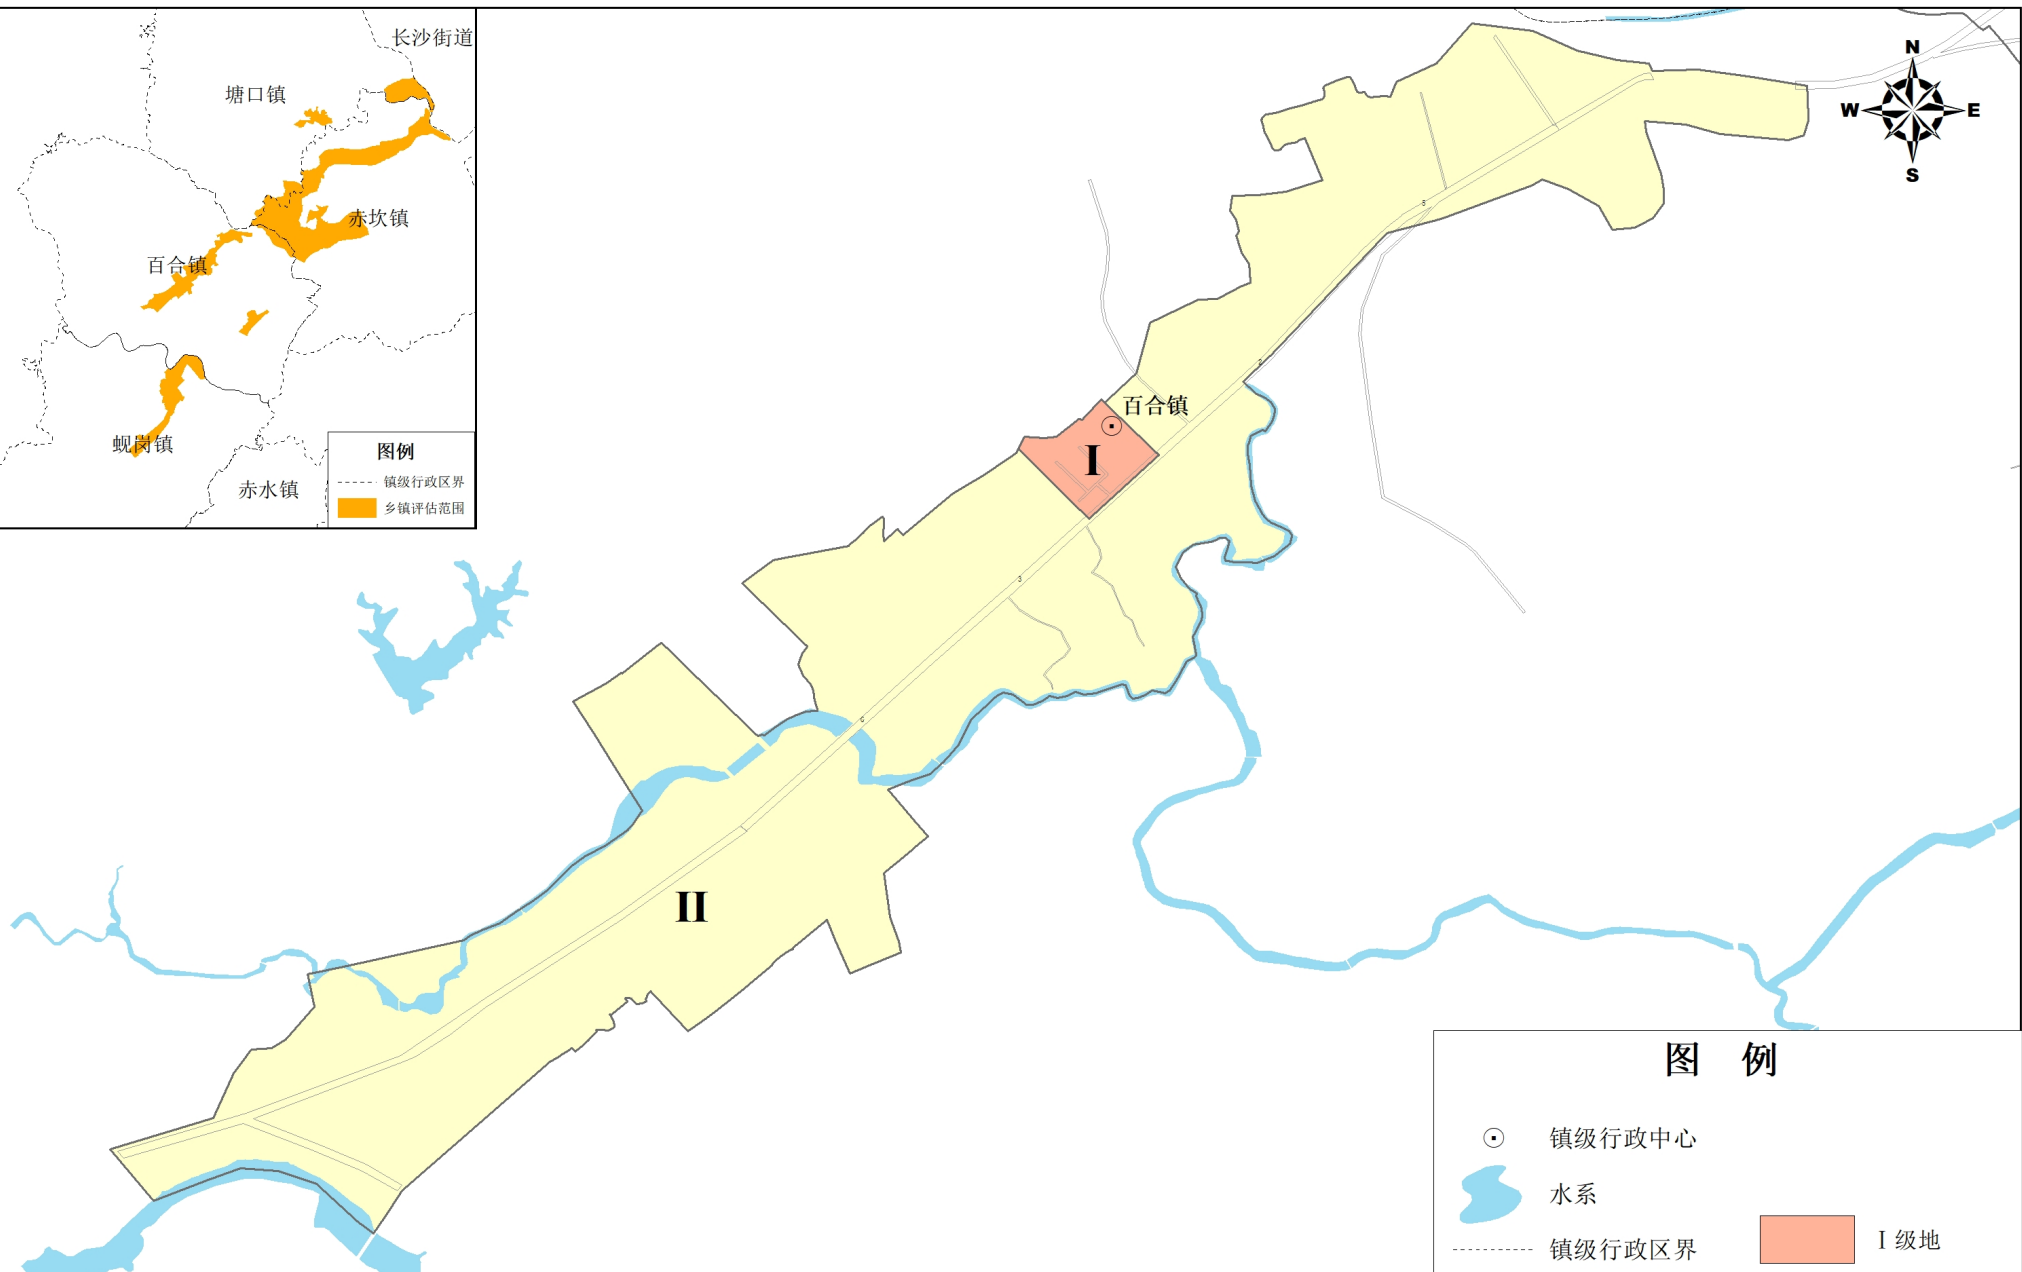 长沙街道
塘口镇
赤坎镇
百合镇
蚬岗镇
赤水镇
图例
镇级行政区界
乡镇评估范围
N
W
E
S
百合镇
I
II
图 例
镇级行政中心
水系
镇级行政区界
I 级地